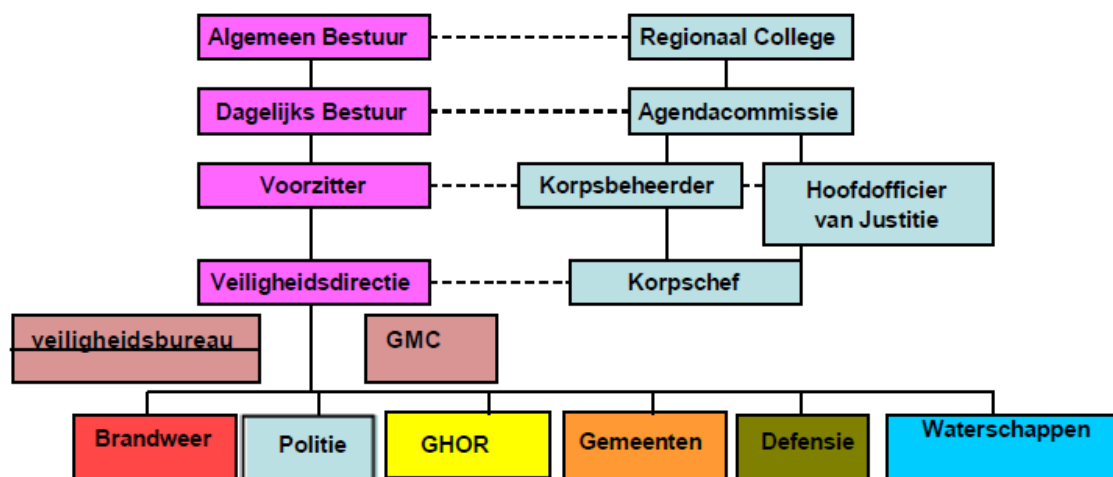 Algemeen Bestuur
Regionaal College
Dagelijks Bestuur
Agendacommissie
Voorzitter
Korpsbeheerder
Hoofdofficier
van Justitie
Veiligheidsdirectie
Korpschef
veiligheidsbureau
GMC
Brandweer
Politie
GHOR
Gemeenten
Defensie
Waterschappen